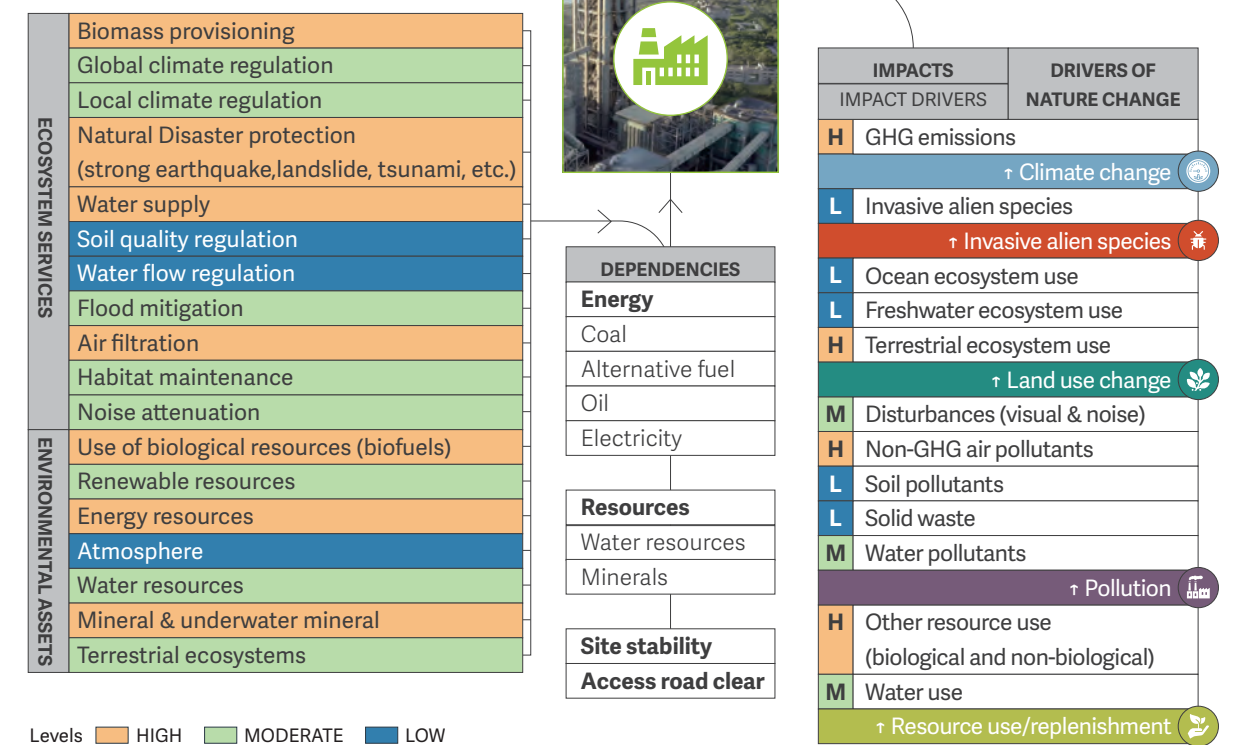 ECOSYSTEM SERVICES
Biomass provisioning
Global climate regulation
Local climate regulation
Natural Disaster protection
(strong earthquake,landslide, tsunami, etc.)
Water supply
Soil quality regulation
Water flow regulation
Flood mitigation
Air filtration
Habitat maintenance
Noise attenuation
ENVIRONMENTAL ASSETS
Use of biological resources (biofuels)
Renewable resources
Energy resources
Atmosphere
Water resources
Mineral & underwater mineral
Terrestrial ecosystems
Levels HIGH MODERATE LOW
DEPENDENCIES
Energy
Coal
Alternative fuel
Oil
Electricity
Resources
Water resources
Minerals
Site stability
Access road clear
IMPACTS
IMPACT DRIVERS
DRIVERS OF
NATURE CHANGE
H GHG emissions
↑ Climate change
L Invasive alien species
↑ Invasive alien species
L Ocean ecosystem use
L Freshwater ecosystem use
H Terrestrial ecosystem use
↑ Land use change
M Disturbances (visual & noise)
H Non-GHG air pollutants
L Soil pollutants
L Solid waste
M Water pollutants
↑ Pollution
H Other resource use
(biological and non-biological)
M Water use
↑ Resource use/replenishment